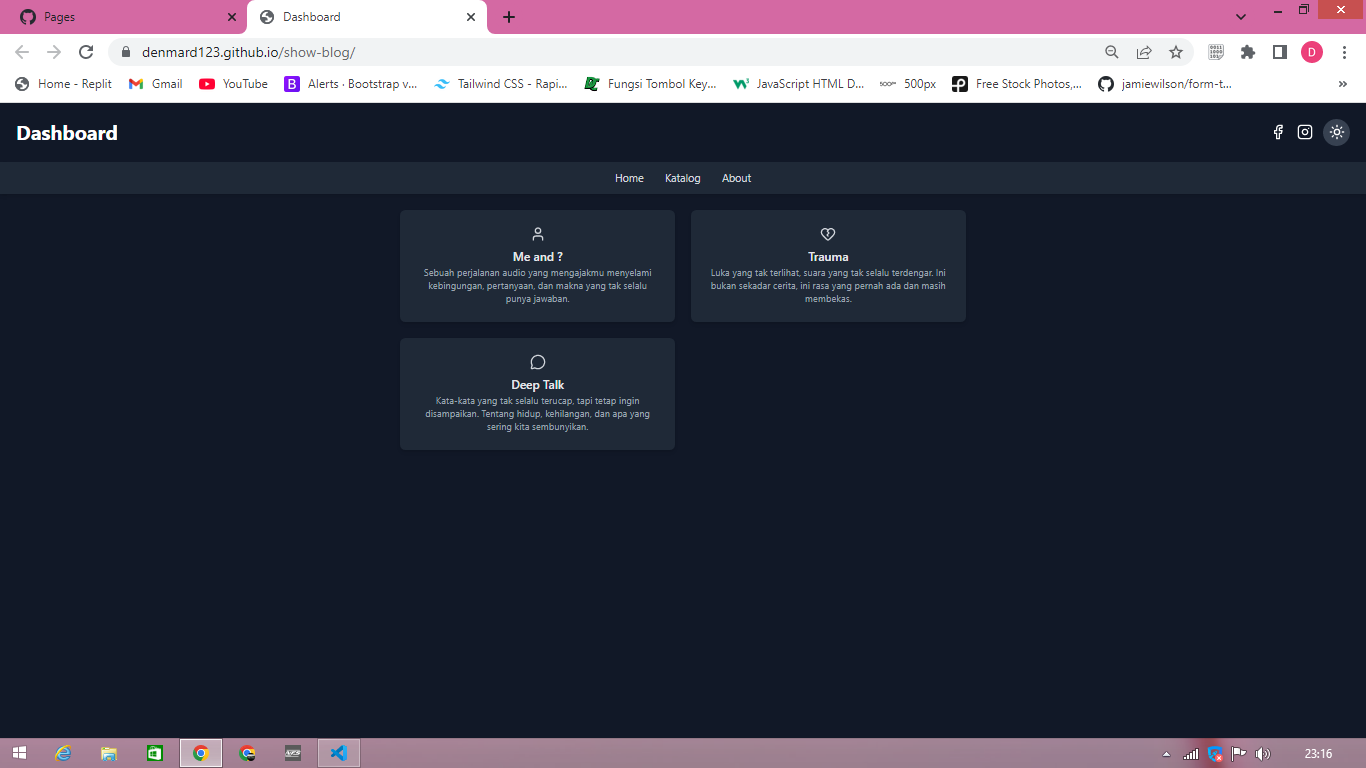 Pages
Dashboard
denmard123.github.io/show-blog/
D
Home - Replit
Gmail
YouTube
Alerts · Bootstrap v...
Tailwind CSS - Rapi...
Fungsi Tombol Key...
JavaScript HTML D...
500px
Free Stock Photos,...
jamiewilson/form-t...
»
Dashboard
Home Katalog About
Me and ?
Sebuah perjalanan audio yang mengajakmu menyelami
kebingungan, pertanyaan, dan makna yang tak selalu
punya jawaban.
Trauma
Luka yang tak terlihat, suara yang tak selalu terdengar. Ini
bukan sekadar cerita, ini rasa yang pernah ada dan masih
membekas.
Deep Talk
Kata-kata yang tak selalu terucap, tapi tetap ingin
disampaikan. Tentang hidup, kehilangan, dan apa yang
sering kita sembunyikan.
23:16